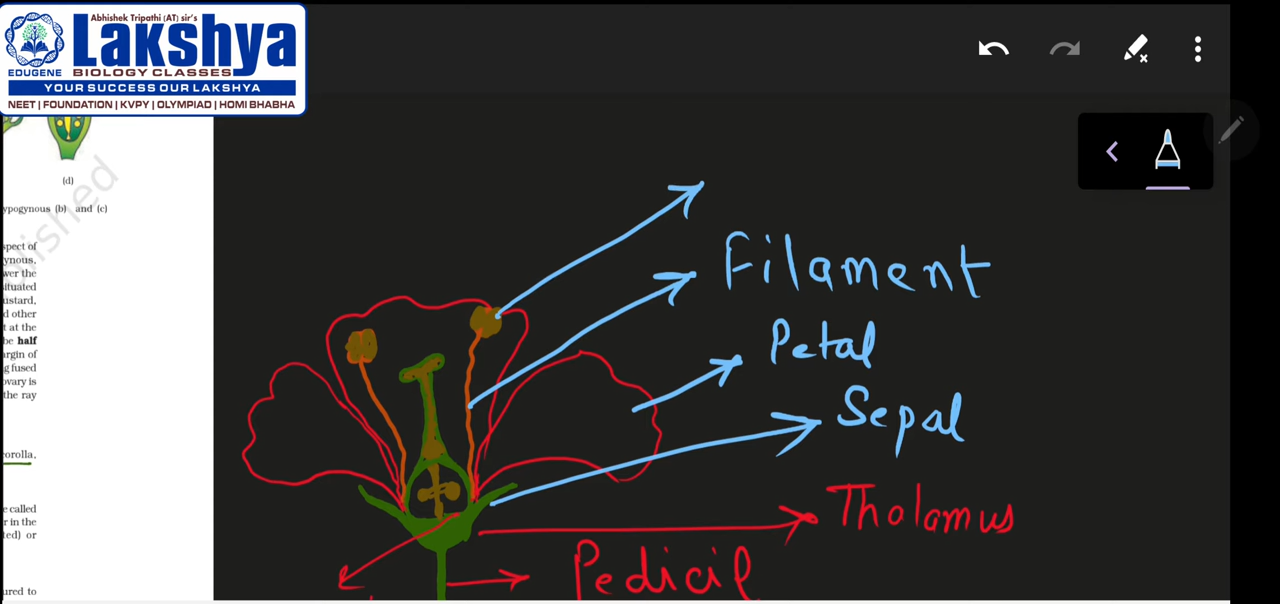 Abhishek Tripathi (AT) sir's
Lakshya
EDUGENE BIOLOGY CLASSES
YOUR SUCCESS OUR LAKSHYA
NEET | FOUNDATION | KVPY | OLYMPIAD | HOMI BHABHA
(d)
ypogynous (b) and (c)
spect of
ynous,
wer the
ituated
ustard,
d other
t at the
be half
argin of
g fused
ovary is
the ray
corolla,
e called
r in the
ted) or
ured to
blished
Filament
Petal
Sepal
Thalamus
Pedicil